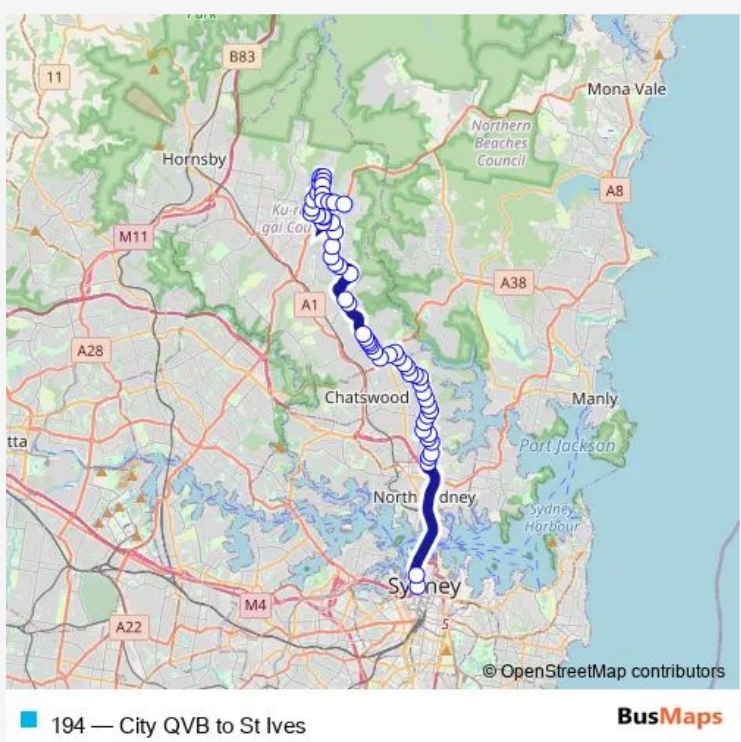 Park
11
B83
Mona Vale
Northern
Beaches
Council
Hornsby
A8
Ku-r
gal Cou
M11
A38
A1
A28
Chatswood
Manly
tta
Port Jackson
North dney
Sydney
Harbour
Sy ney
M4
A22
5
© OpenStreetMap contributors
194 — City QVB to St Ives
BusMaps